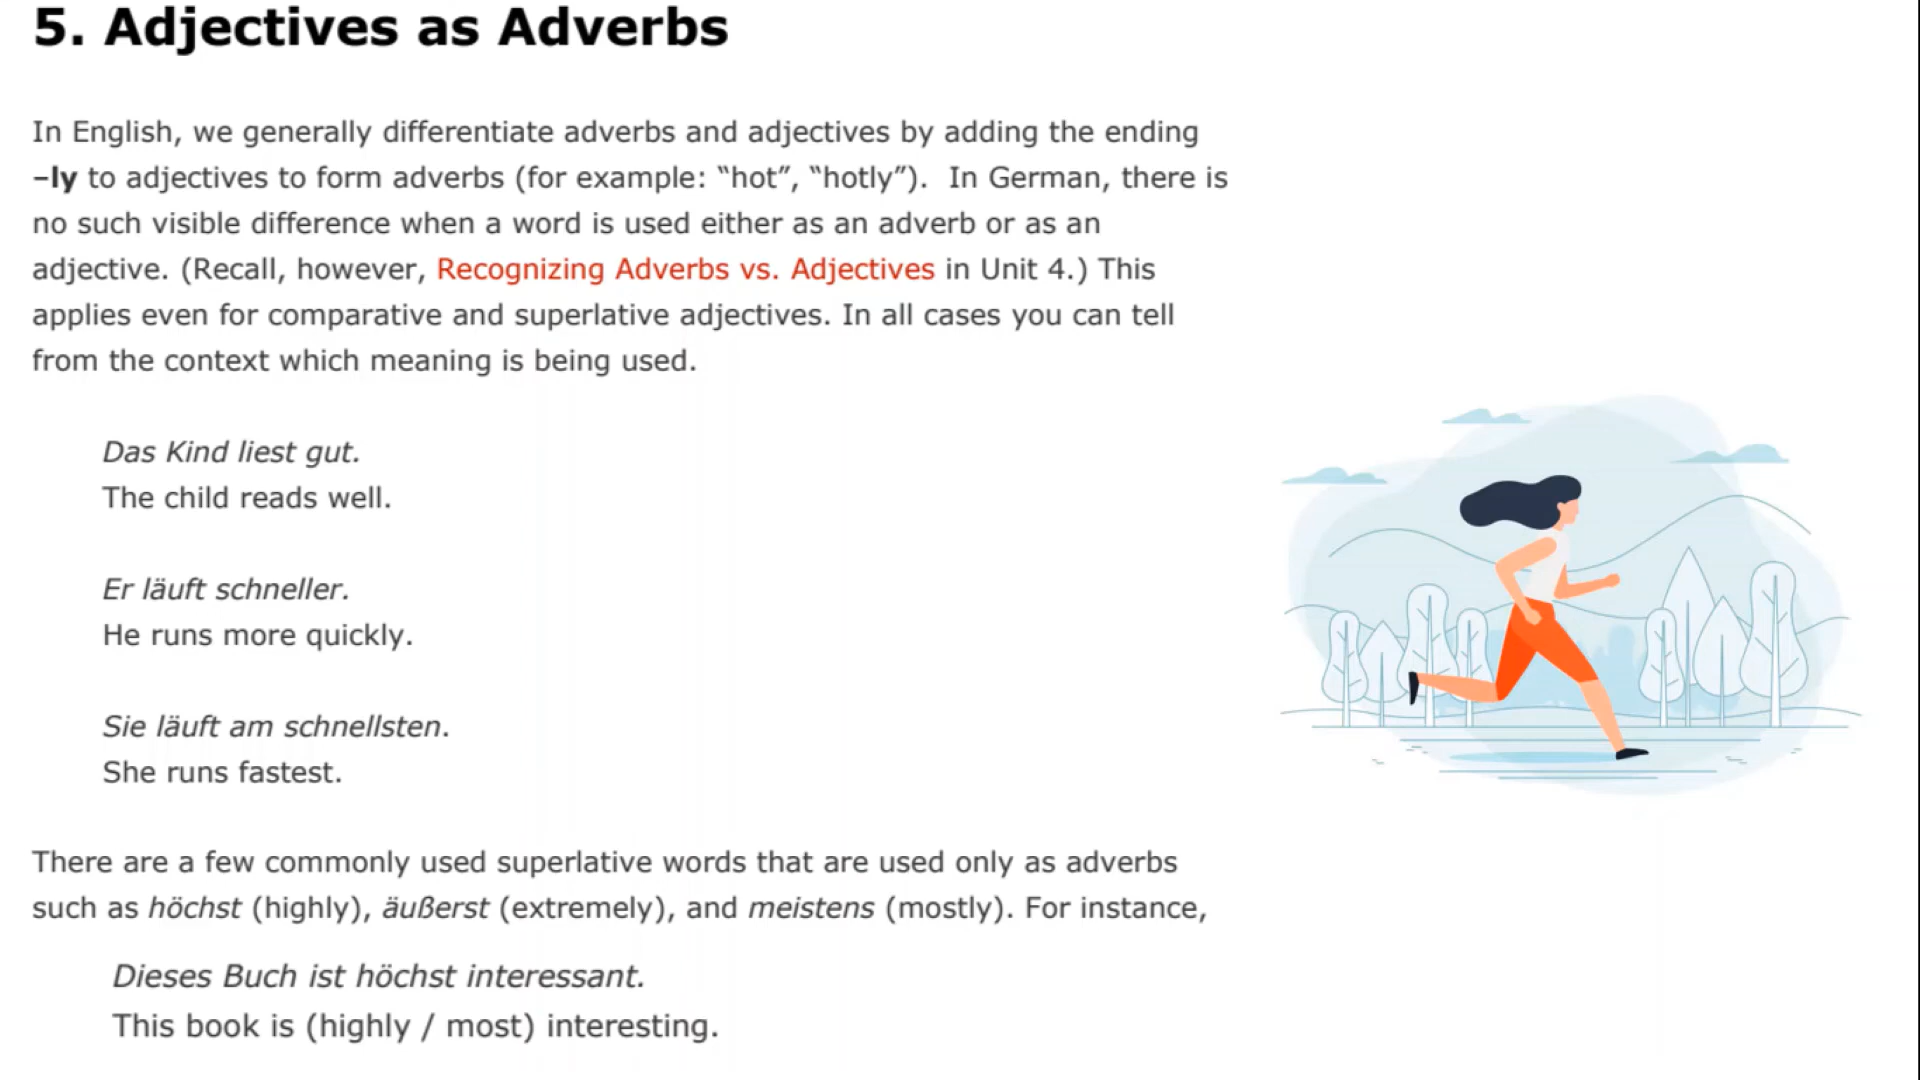 5. Adjectives as Adverbs
In English, we generally differentiate adverbs and adjectives by adding the ending
–ly to adjectives to form adverbs (for example: “hot”, “hotly”).  In German, there is
no such visible difference when a word is used either as an adverb or as an
adjective. (Recall, however, Recognizing Adverbs vs. Adjectives in Unit 4.) This
applies even for comparative and superlative adjectives. In all cases you can tell
from the context which meaning is being used.
Das Kind liest gut.
The child reads well.
Er läuft schneller.
He runs more quickly.
Sie läuft am schnellsten.
She runs fastest.
There are a few commonly used superlative words that are used only as adverbs
such as höchst (highly), äußerst (extremely), and meistens (mostly). For instance,
Dieses Buch ist höchst interessant.
This book is (highly / most) interesting.